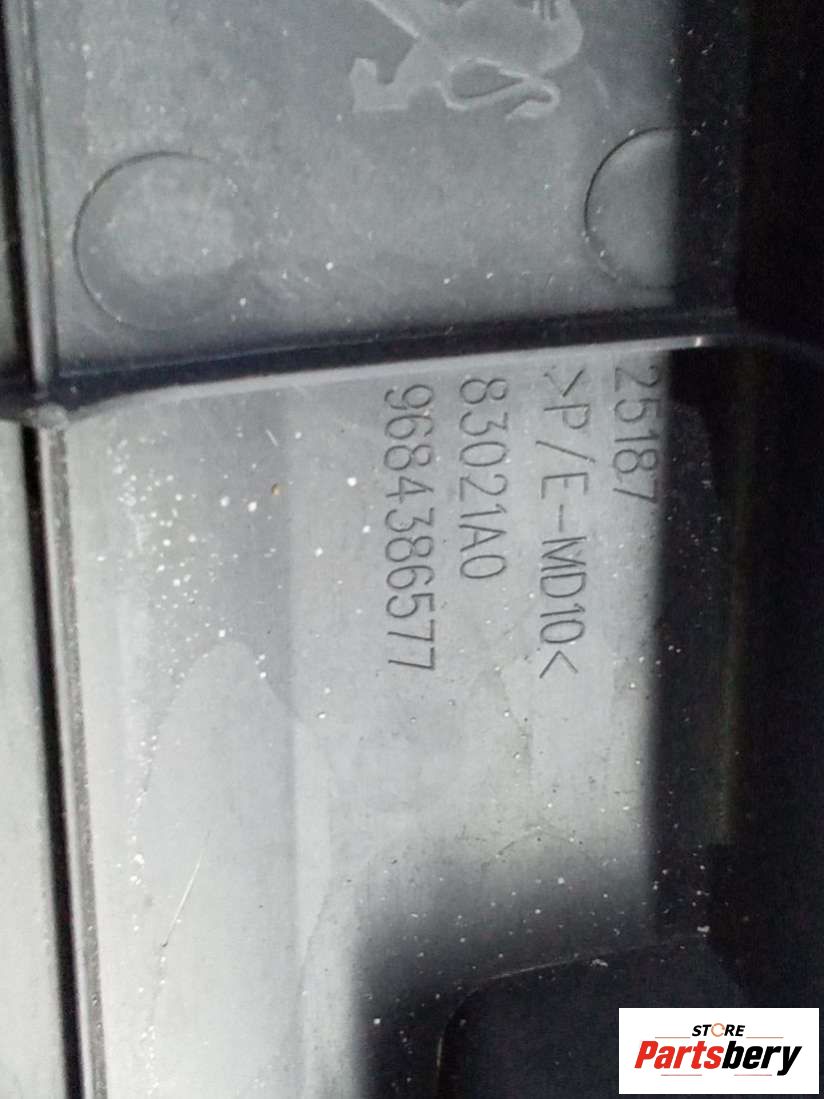 25187
>P/E-MD10<
83021A0
9684386577
STORE
Partsbery